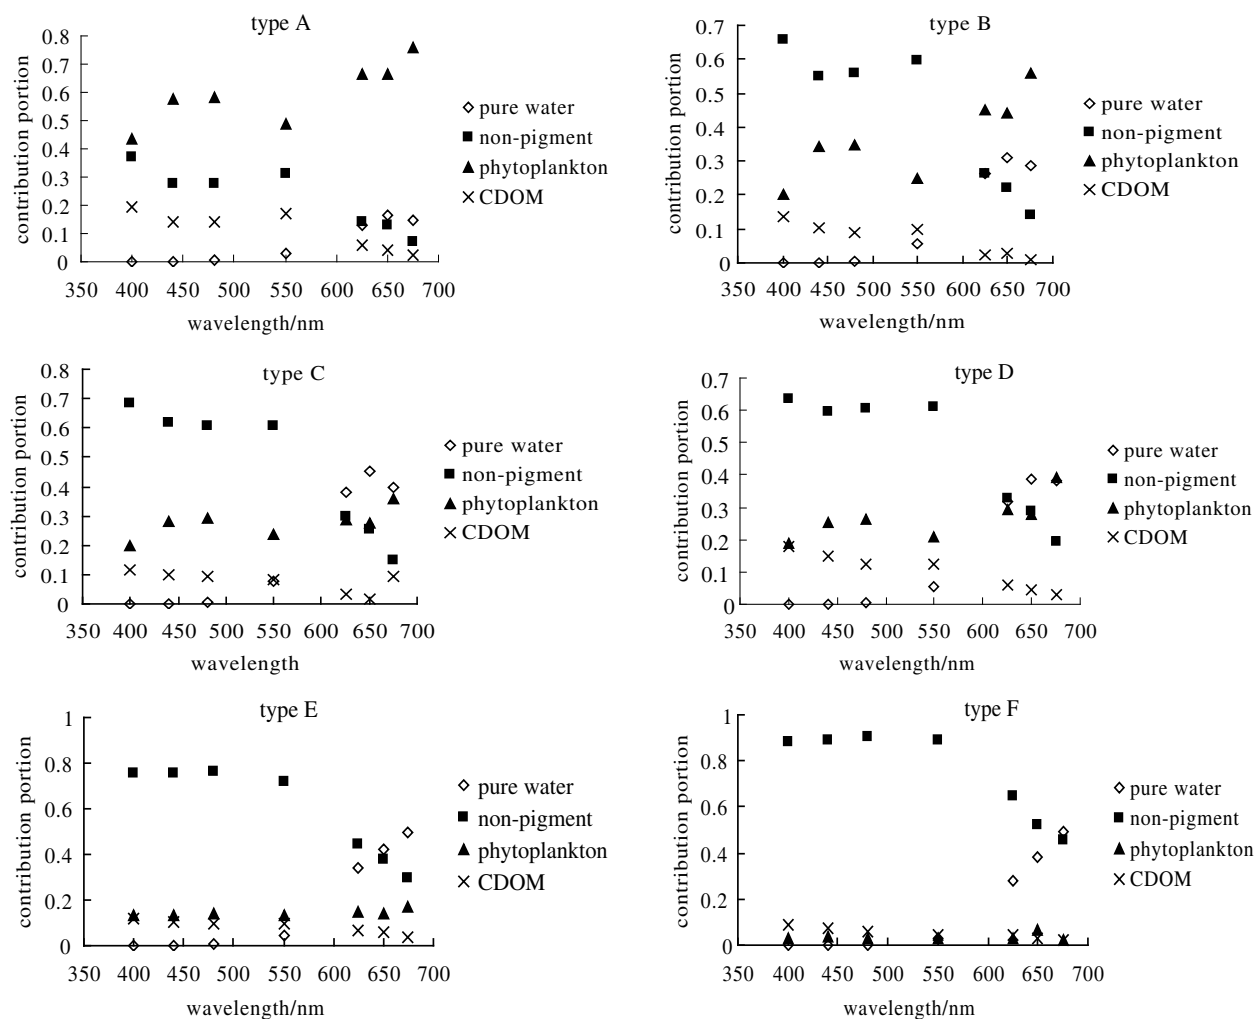 type A
contribution portion
0.8
0.7
0.6
0.5
0.4
0.3
0.2
0.1
0
350 400 450 500 550 600 650 700
wavelength/nm
pure water
non-pigment
phytoplankton
CDOM
type B
contribution portion
0.7
0.6
0.5
0.4
0.3
0.2
0.1
0
350 400 450 500 550 600 650 700
wavelength/nm
pure water
non-pigment
phytoplankton
CDOM
type C
contribution portion
0.8
0.7
0.6
0.5
0.4
0.3
0.2
0.1
0
350 400 450 500 550 600 650 700
wavelength
pure water
non-pigment
phytoplankton
CDOM
type D
contribution portion
0.7
0.6
0.5
0.4
0.3
0.2
0.1
0
350 400 450 500 550 600 650 700
wavelength/nm
pure water
non-pigment
phytoplankton
CDOM
type E
contribution portion
1
0.8
0.6
0.4
0.2
0
350 400 450 500 550 600 650 700
wavelength/nm
pure water
non-pigment
phytoplankton
CDOM
type F
contribution portion
1
0.8
0.6
0.4
0.2
0
350 400 450 500 550 600 650 700
wavelength/nm
pure water
non-pigment
phytoplankton
CDOM